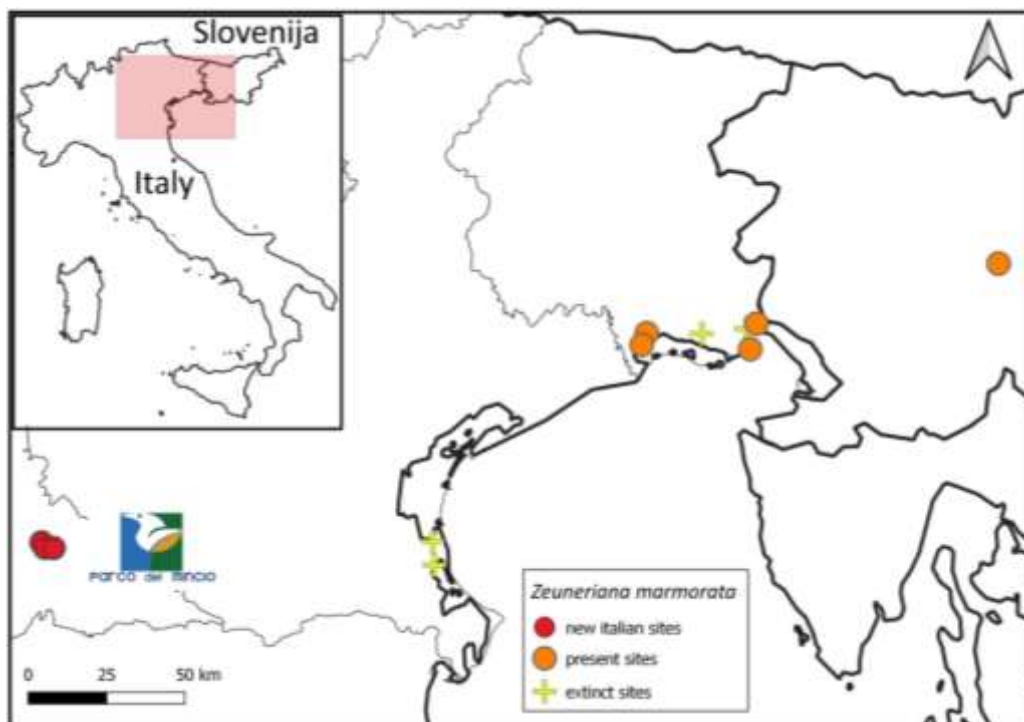 Slovenija
Italy
Parco del Mincio
Zeuneriana marmorata
new italian sites
present sites
extinct sites
0 25 50 km